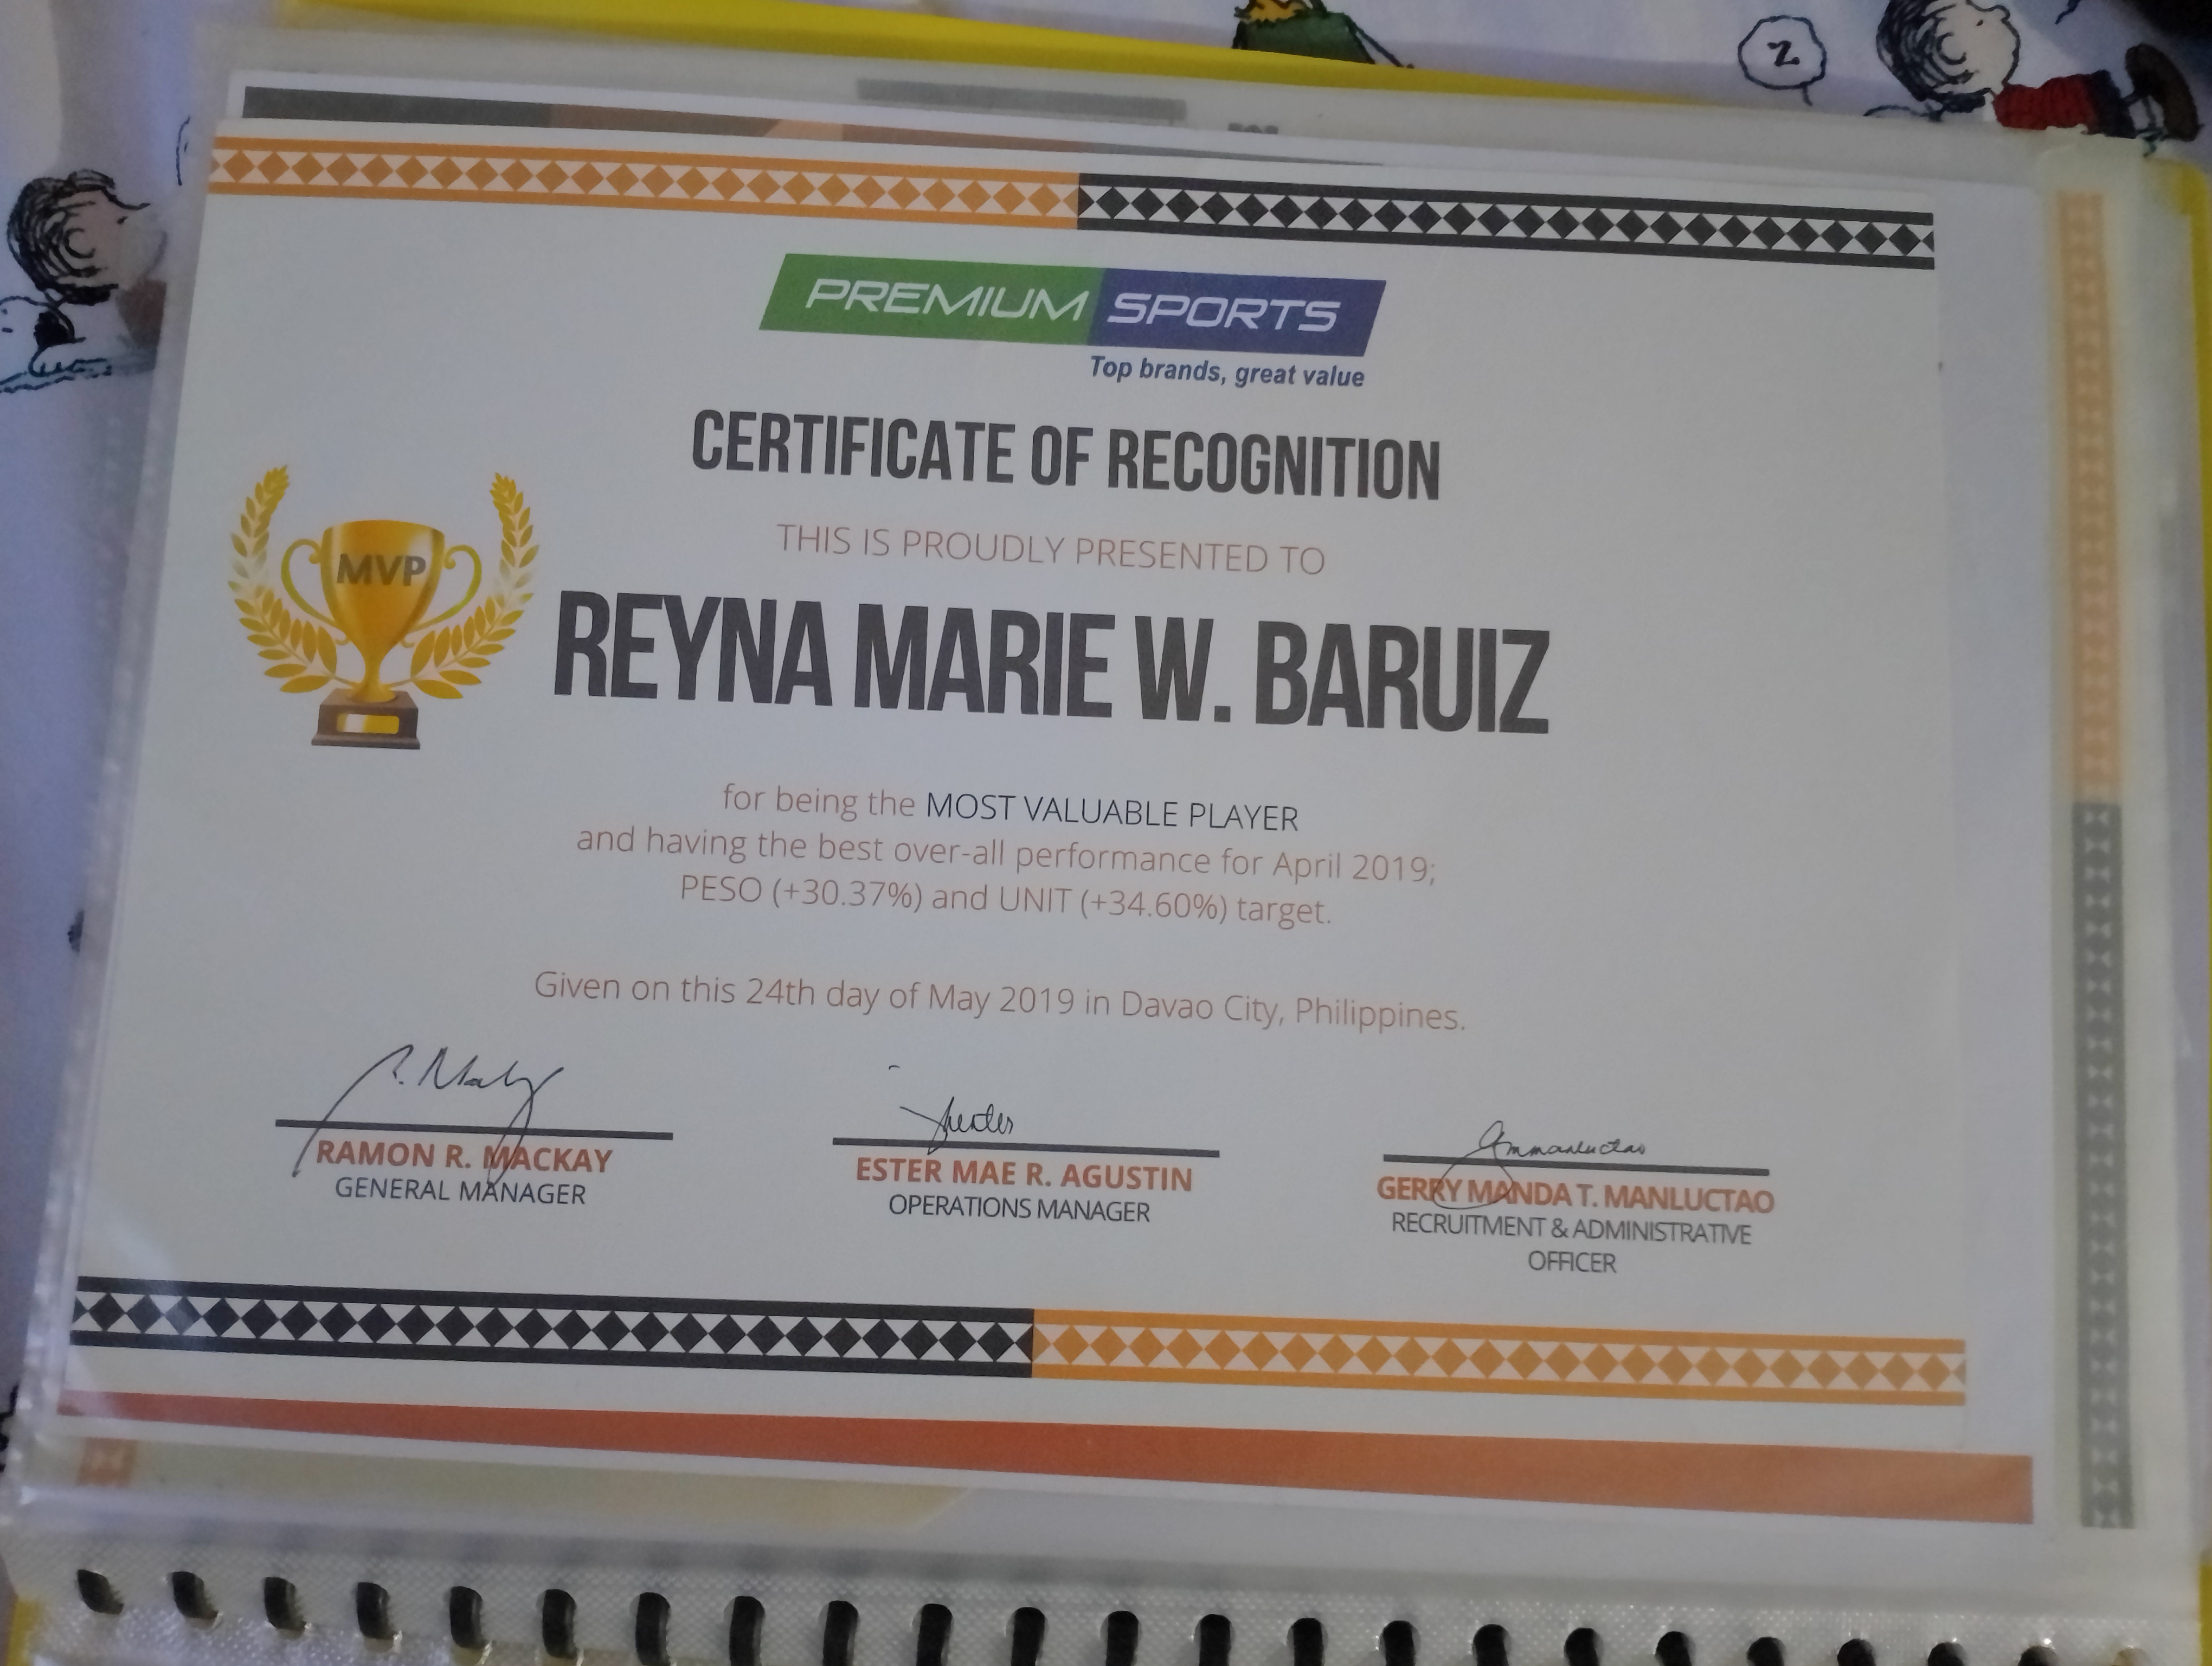 Z
PREMIUM SPORTS
Top brands, great value
CERTIFICATE OF RECOGNITION
THIS IS PROUDLY PRESENTED TO
MVP
REYNA MARIE W. BARUIZ
for being the MOST VALUABLE PLAYER
and having the best over-all performance for April 2019;
PESO (+30.37%) and UNIT (+34.60%) target.
Given on this 24th day of May 2019 in Davao City, Philippines.
RAMON R. MACKAY
GENERAL MANAGER
ESTER MAE R. AGUSTIN
OPERATIONS MANAGER
GERRY MANDA T. MANLUCTAO
RECRUITMENT & ADMINISTRATIVE
OFFICER